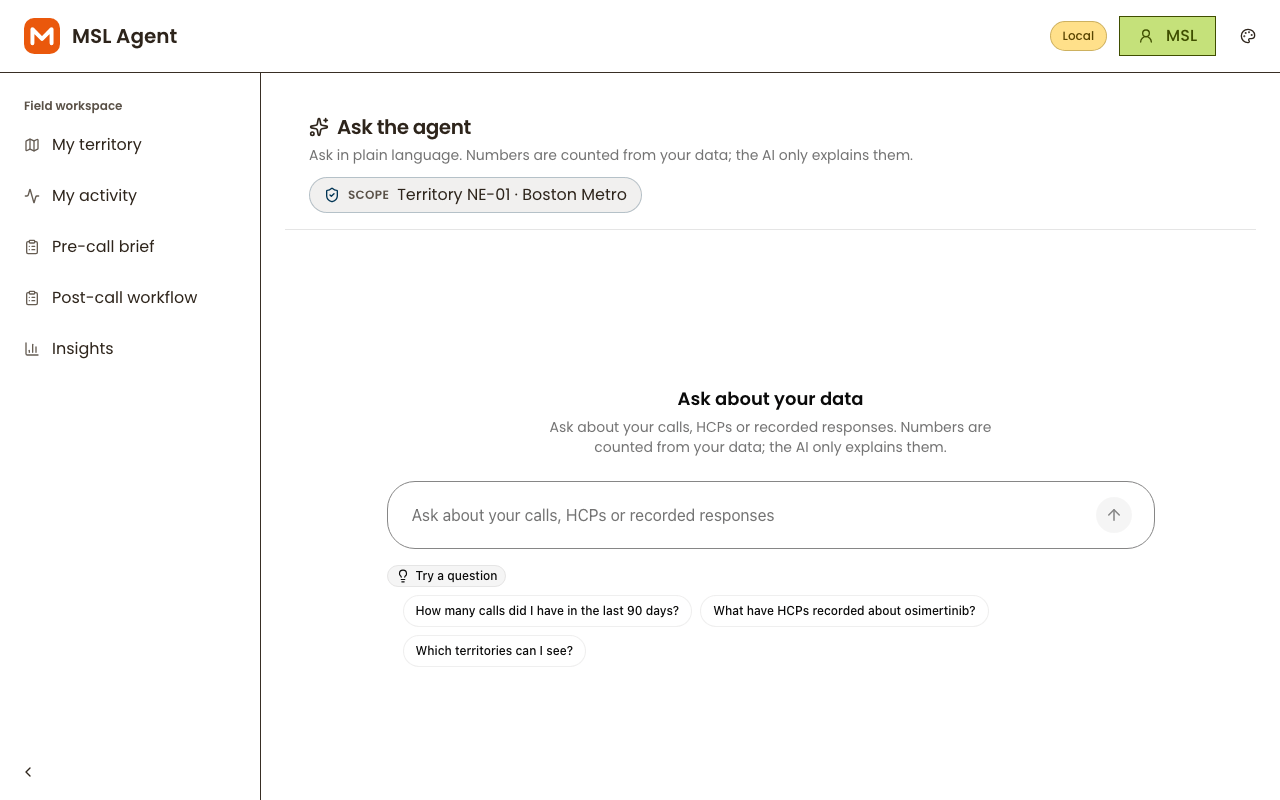 MSL Agent
Local
MSL
Field workspace
My territory
My activity
Pre-call brief
Post-call workflow
Insights
Ask the agent
Ask in plain language. Numbers are counted from your data; the AI only explains them.
SCOPE Territory NE-01 · Boston Metro
Ask about your data
Ask about your calls, HCPs or recorded responses. Numbers are
counted from your data; the AI only explains them.
Ask about your calls, HCPs or recorded responses
Try a question
How many calls did I have in the last 90 days?
What have HCPs recorded about osimertinib?
Which territories can I see?